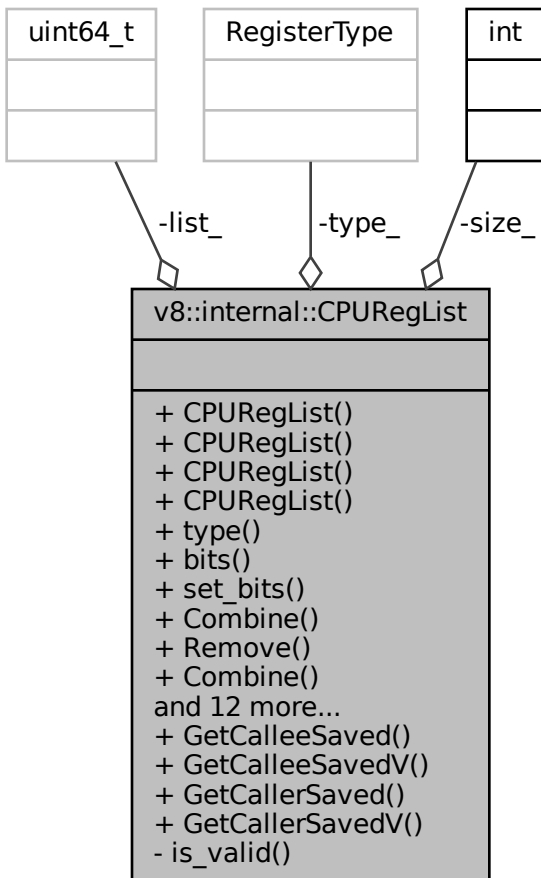 uint64_t
RegisterType
int
-list_
-type_
-size_
v8::internal::CPURegList
+ CPURegList()
+ CPURegList()
+ CPURegList()
+ CPURegList()
+ type()
+ bits()
+ set_bits()
+ Combine()
+ Remove()
+ Combine()
and 12 more...
+ GetCalleeSaved()
+ GetCalleeSavedV()
+ GetCallerSaved()
+ GetCallerSavedV()
- is_valid()